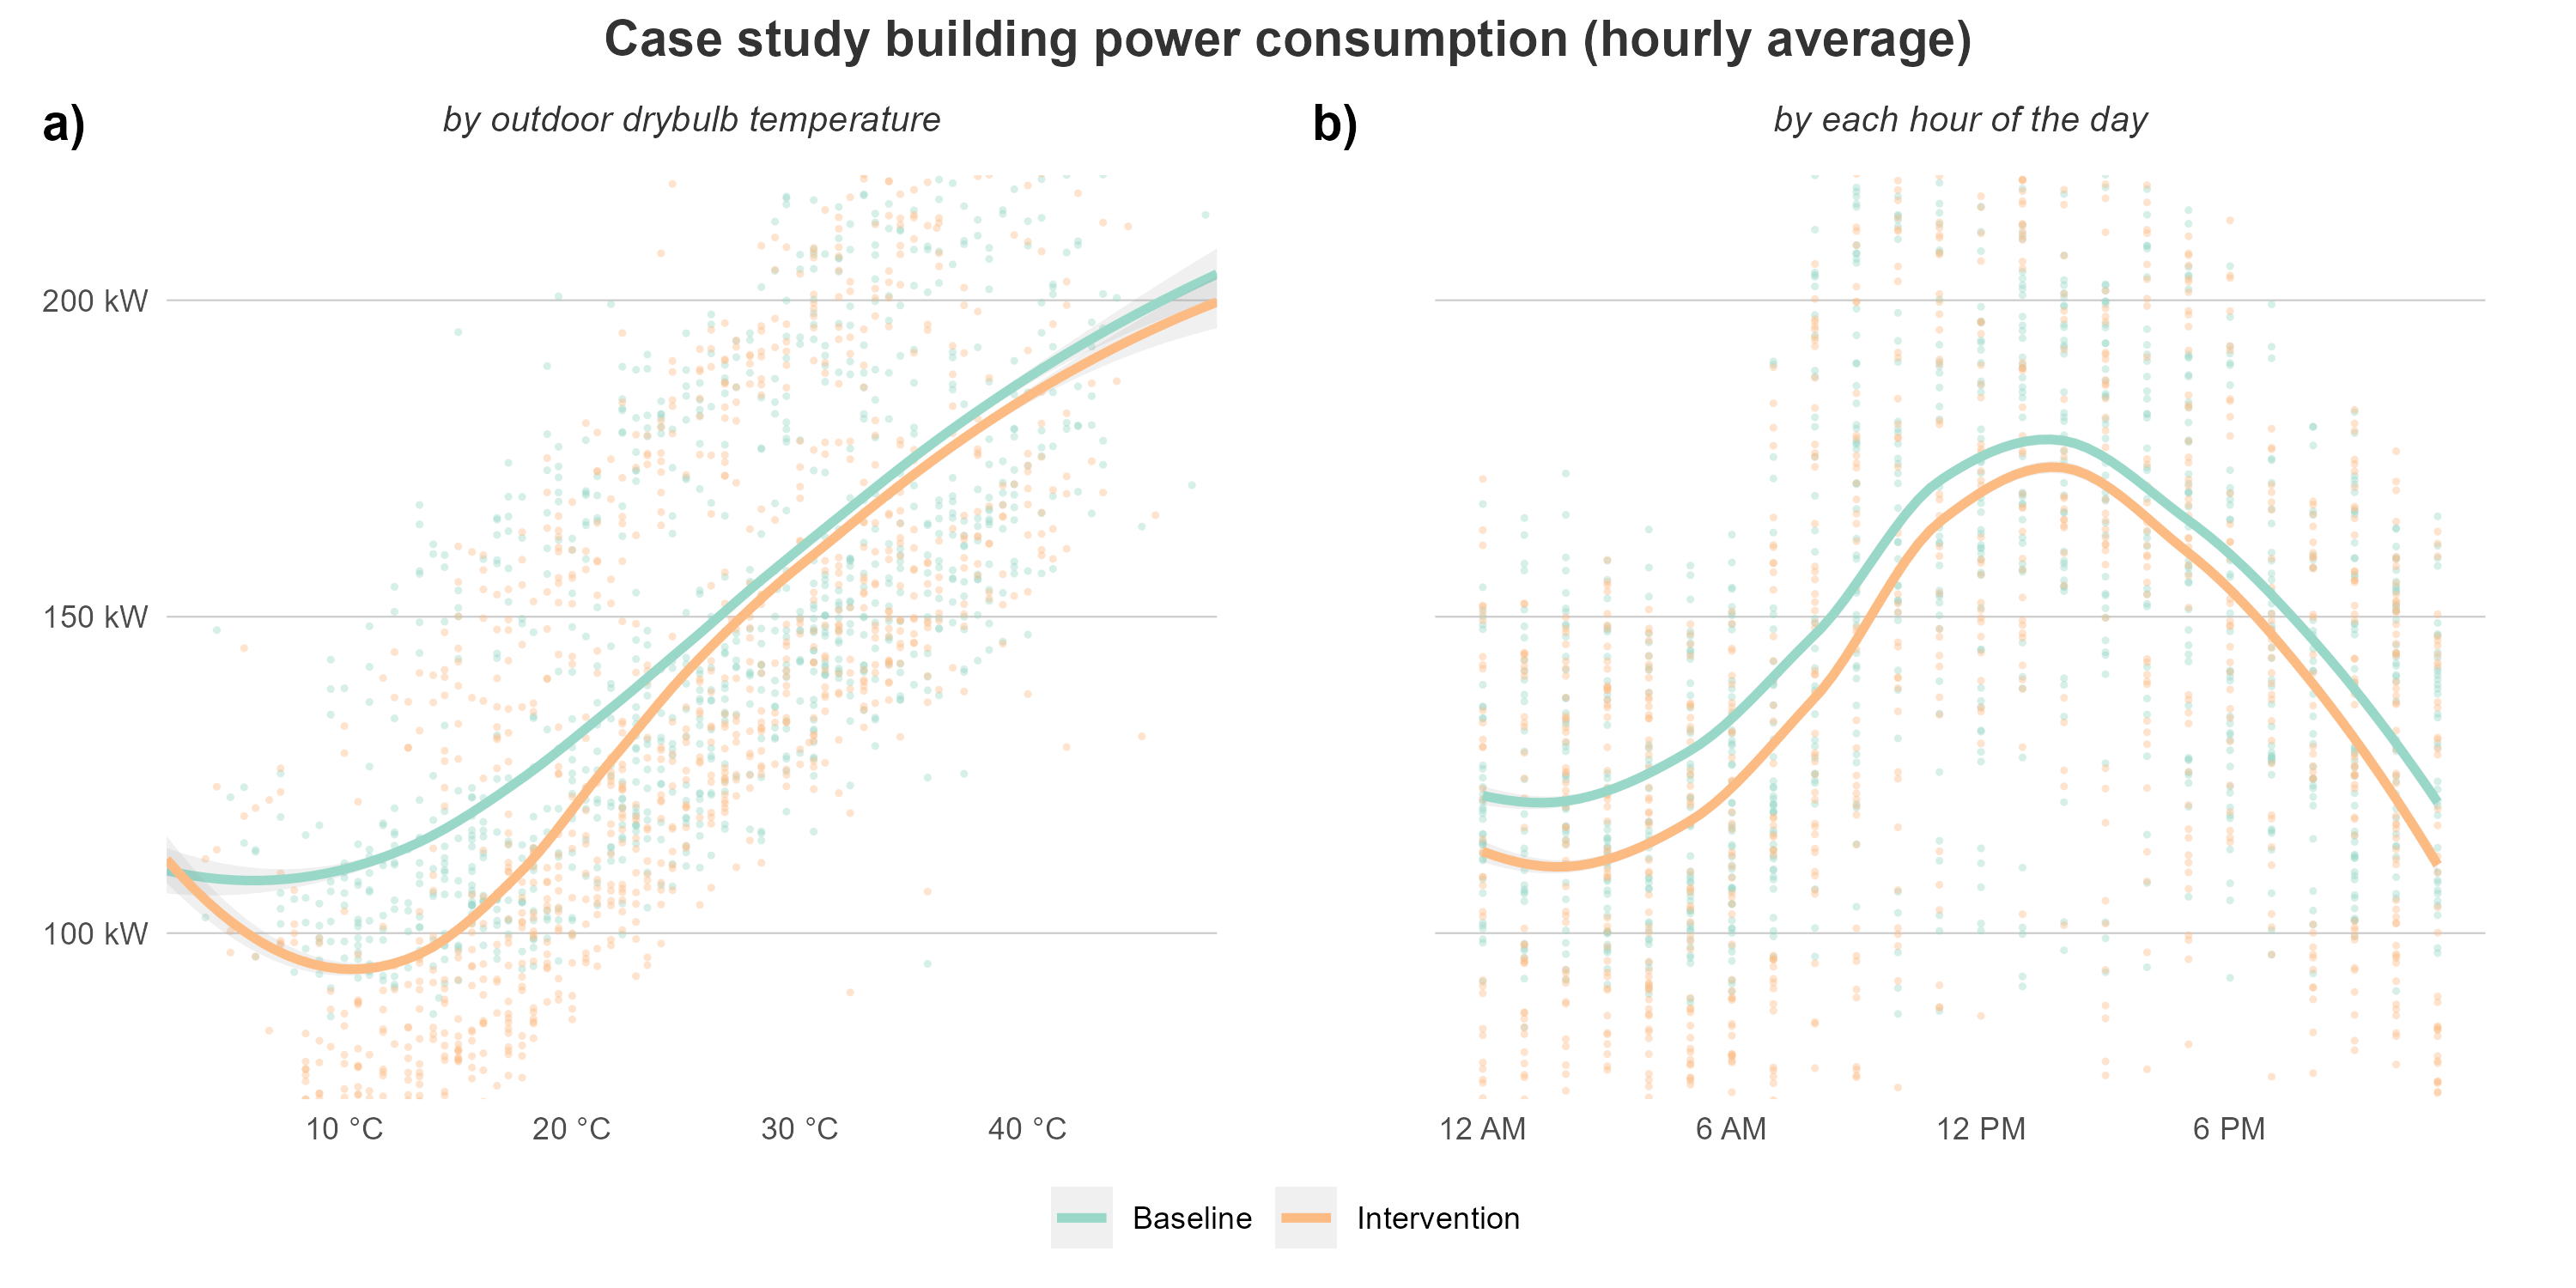 Case study building power consumption (hourly average)
a)
by outdoor drybulb temperature
b)
by each hour of the day
200 kW
150 kW
100 kW
10 °C 20 °C 30 °C 40 °C
12 AM 6 AM 12 PM 6 PM
Baseline Intervention